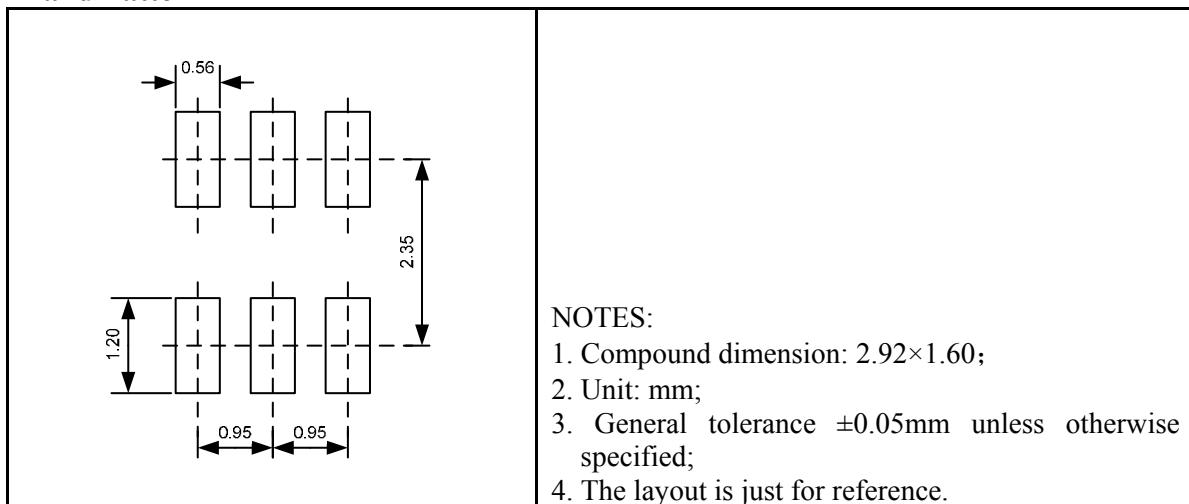 0.56
2.35
1.20
0.95 0.95
NOTES:
1. Compound dimension: 2.92×1.60；
2. Unit: mm;
3. General tolerance ±0.05mm unless otherwise
specified;
4. The layout is just for reference.